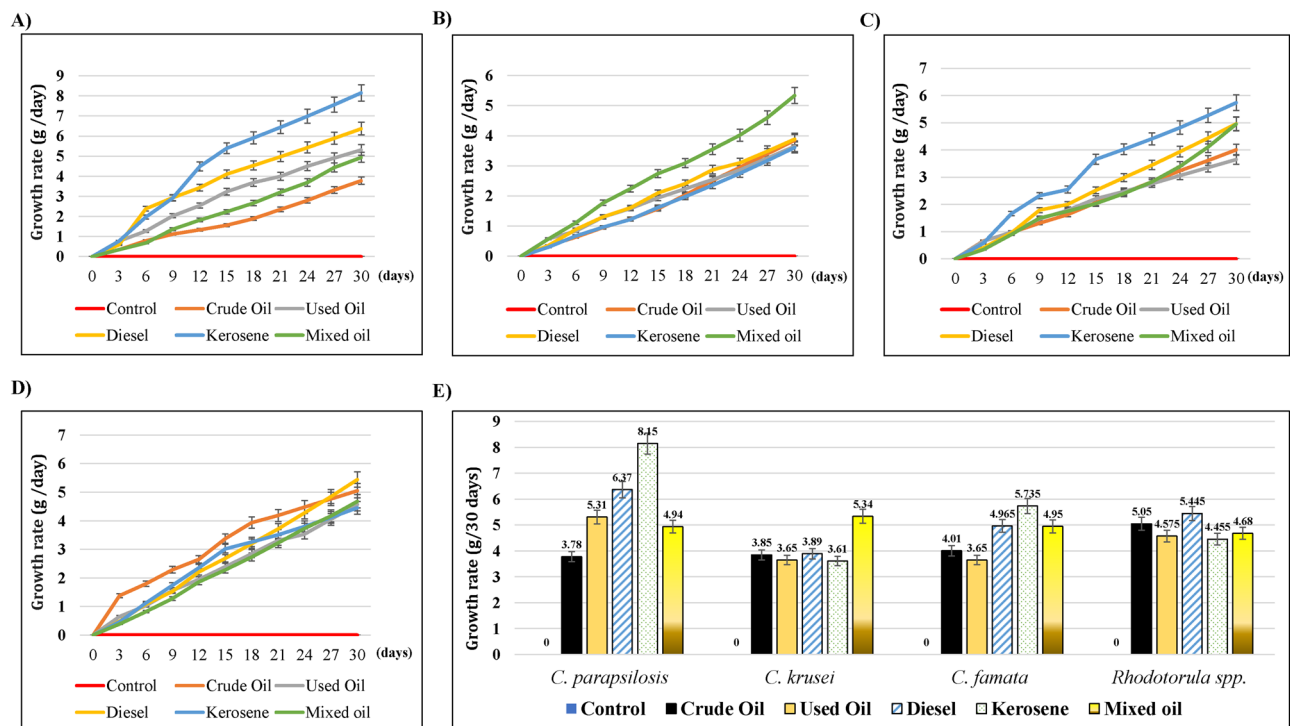 A)
Growth rate (g /day)
9
8
7
6
5
4
3
2
1
0
0 3 6 9 12 15 18 21 24 27 30 (days)
Control Crude Oil Used Oil
Diesel Kerosene Mixed oil
B)
Growth rate (g /day)
6
5
4
3
2
1
0
0 3 6 9 12 15 18 21 24 27 30 (days)
Control Crude Oil Used Oil
Diesel Kerosene Mixed oil
C)
Growth rate (g /day)
7
6
5
4
3
2
1
0
0 3 6 9 12 15 18 21 24 27 30 (days)
Control Crude Oil Used Oil
Diesel Kerosene Mixed oil
D)
Growth rate (g /day)
7
6
5
4
3
2
1
0
0 3 6 9 12 15 18 21 24 27 30 (days)
Control Crude Oil Used Oil
Diesel Kerosene Mixed oil
E)
Growth rate (g/30 days)
9
8
7
6
5
4
3
2
1
0
0 3.78 5.31 6.37 8.15 4.94
0 3.85 3.65 3.89 3.61 5.34
0 4.01 3.65 4.965 5.735 4.95
0 5.05 4.575 5.445 4.455 4.68
C. parapsilosis C. krusei C. famata Rhodotorula spp.
Control Crude Oil Used Oil Diesel Kerosene Mixed oil